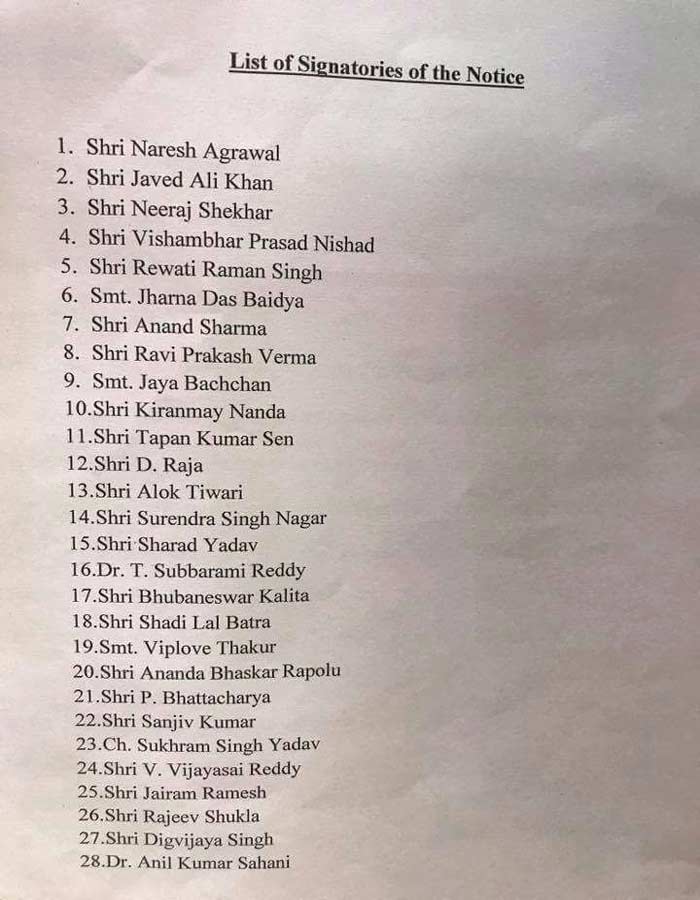 List of Signatories of the Notice
1. Shri Naresh Agrawal
2. Shri Javed Ali Khan
3. Shri Neeraj Shekhar
4. Shri Vishambhar Prasad Nishad
5. Shri Rewati Raman Singh
6. Smt. Jharna Das Baidya
7. Shri Anand Sharma
8. Shri Ravi Prakash Verma
9. Smt. Jaya Bachchan
10.Shri Kiranmay Nanda
11.Shri Tapan Kumar Sen
12.Shri D. Raja
13.Shri Alok Tiwari
14.Shri Surendra Singh Nagar
15.Shri Sharad Yadav
16.Dr. T. Subbarami Reddy
17.Shri Bhubaneswar Kalita
18.Shri Shadi Lal Batra
19.Smt. Viplove Thakur
20.Shri Ananda Bhaskar Rapolu
21.Shri P. Bhattacharya
22.Shri Sanjiv Kumar
23.Ch. Sukhram Singh Yadav
24.Shri V. Vijayasai Reddy
25.Shri Jairam Ramesh
26.Shri Rajeev Shukla
27.Shri Digvijaya Singh
28.Dr. Anil Kumar Sahani